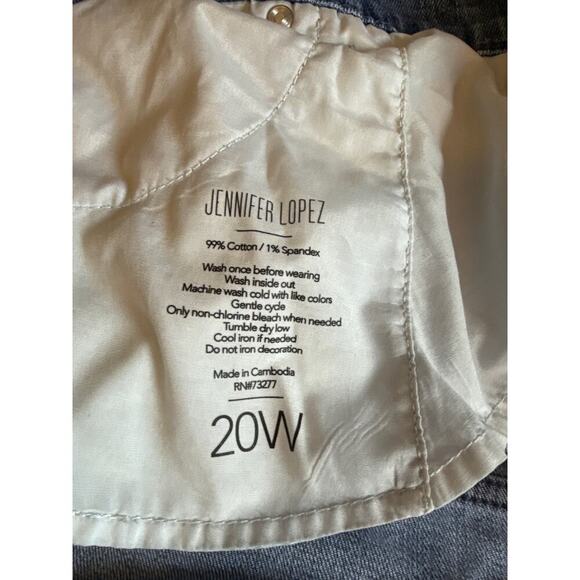 JENNIFER LOPEZ
99% Cotton / 1% Spandex
Wash once before wearing
Wash inside out
Machine wash cold with like colors
Gentle cycle
Only non-chlorine bleach when needed
Tumble dry low
Cool iron if needed
Do not iron decoration
Made in Cambodia
RN#73277
20W